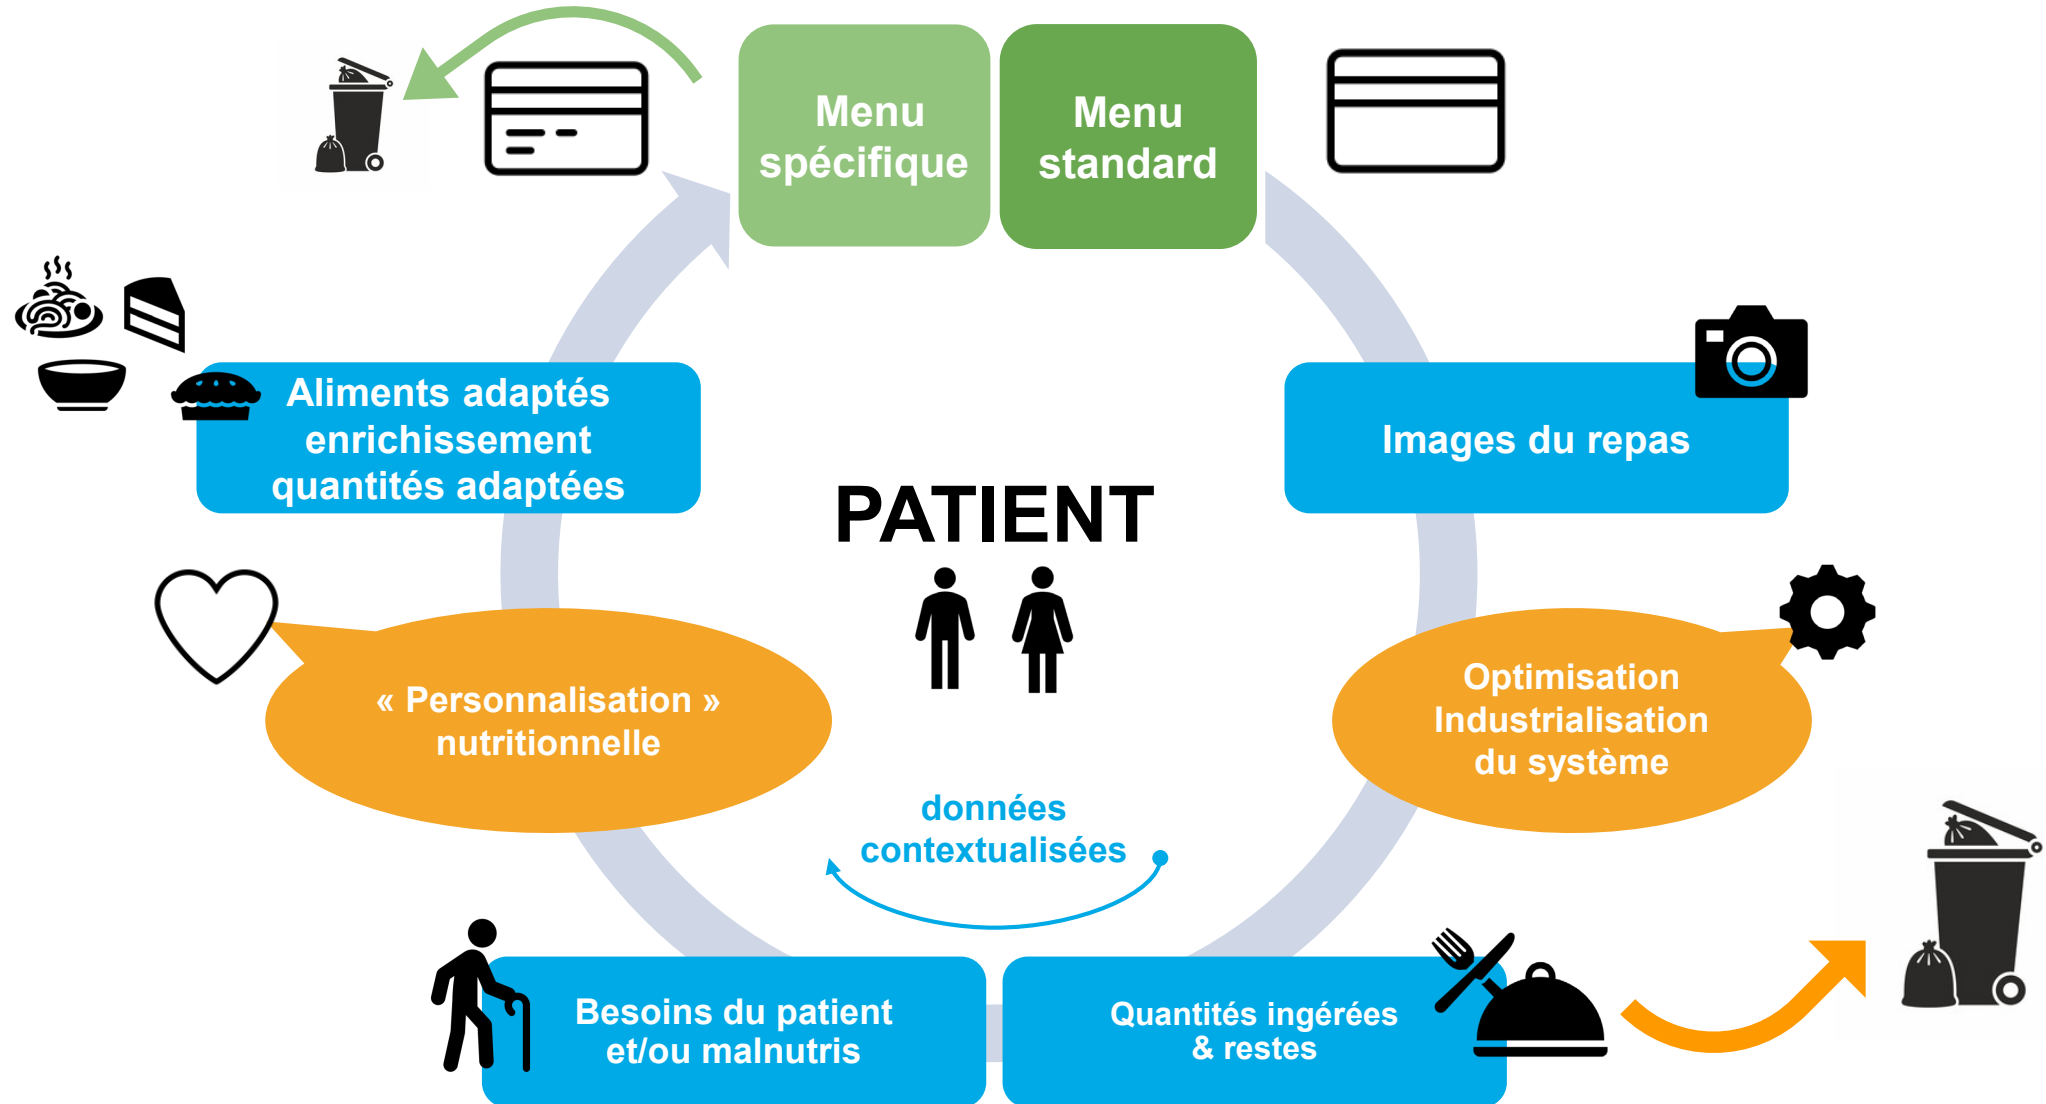 Menu
spécifique
Menu
standard
Aliments adaptés
enrichissement
quantités adaptées
Images du repas
PATIENT
« Personnalisation »
nutritionnelle
Optimisation
Industrialisation
du système
données
contextualisées
Besoins du patient
et/ou malnutris
Quantités ingérées
& restes